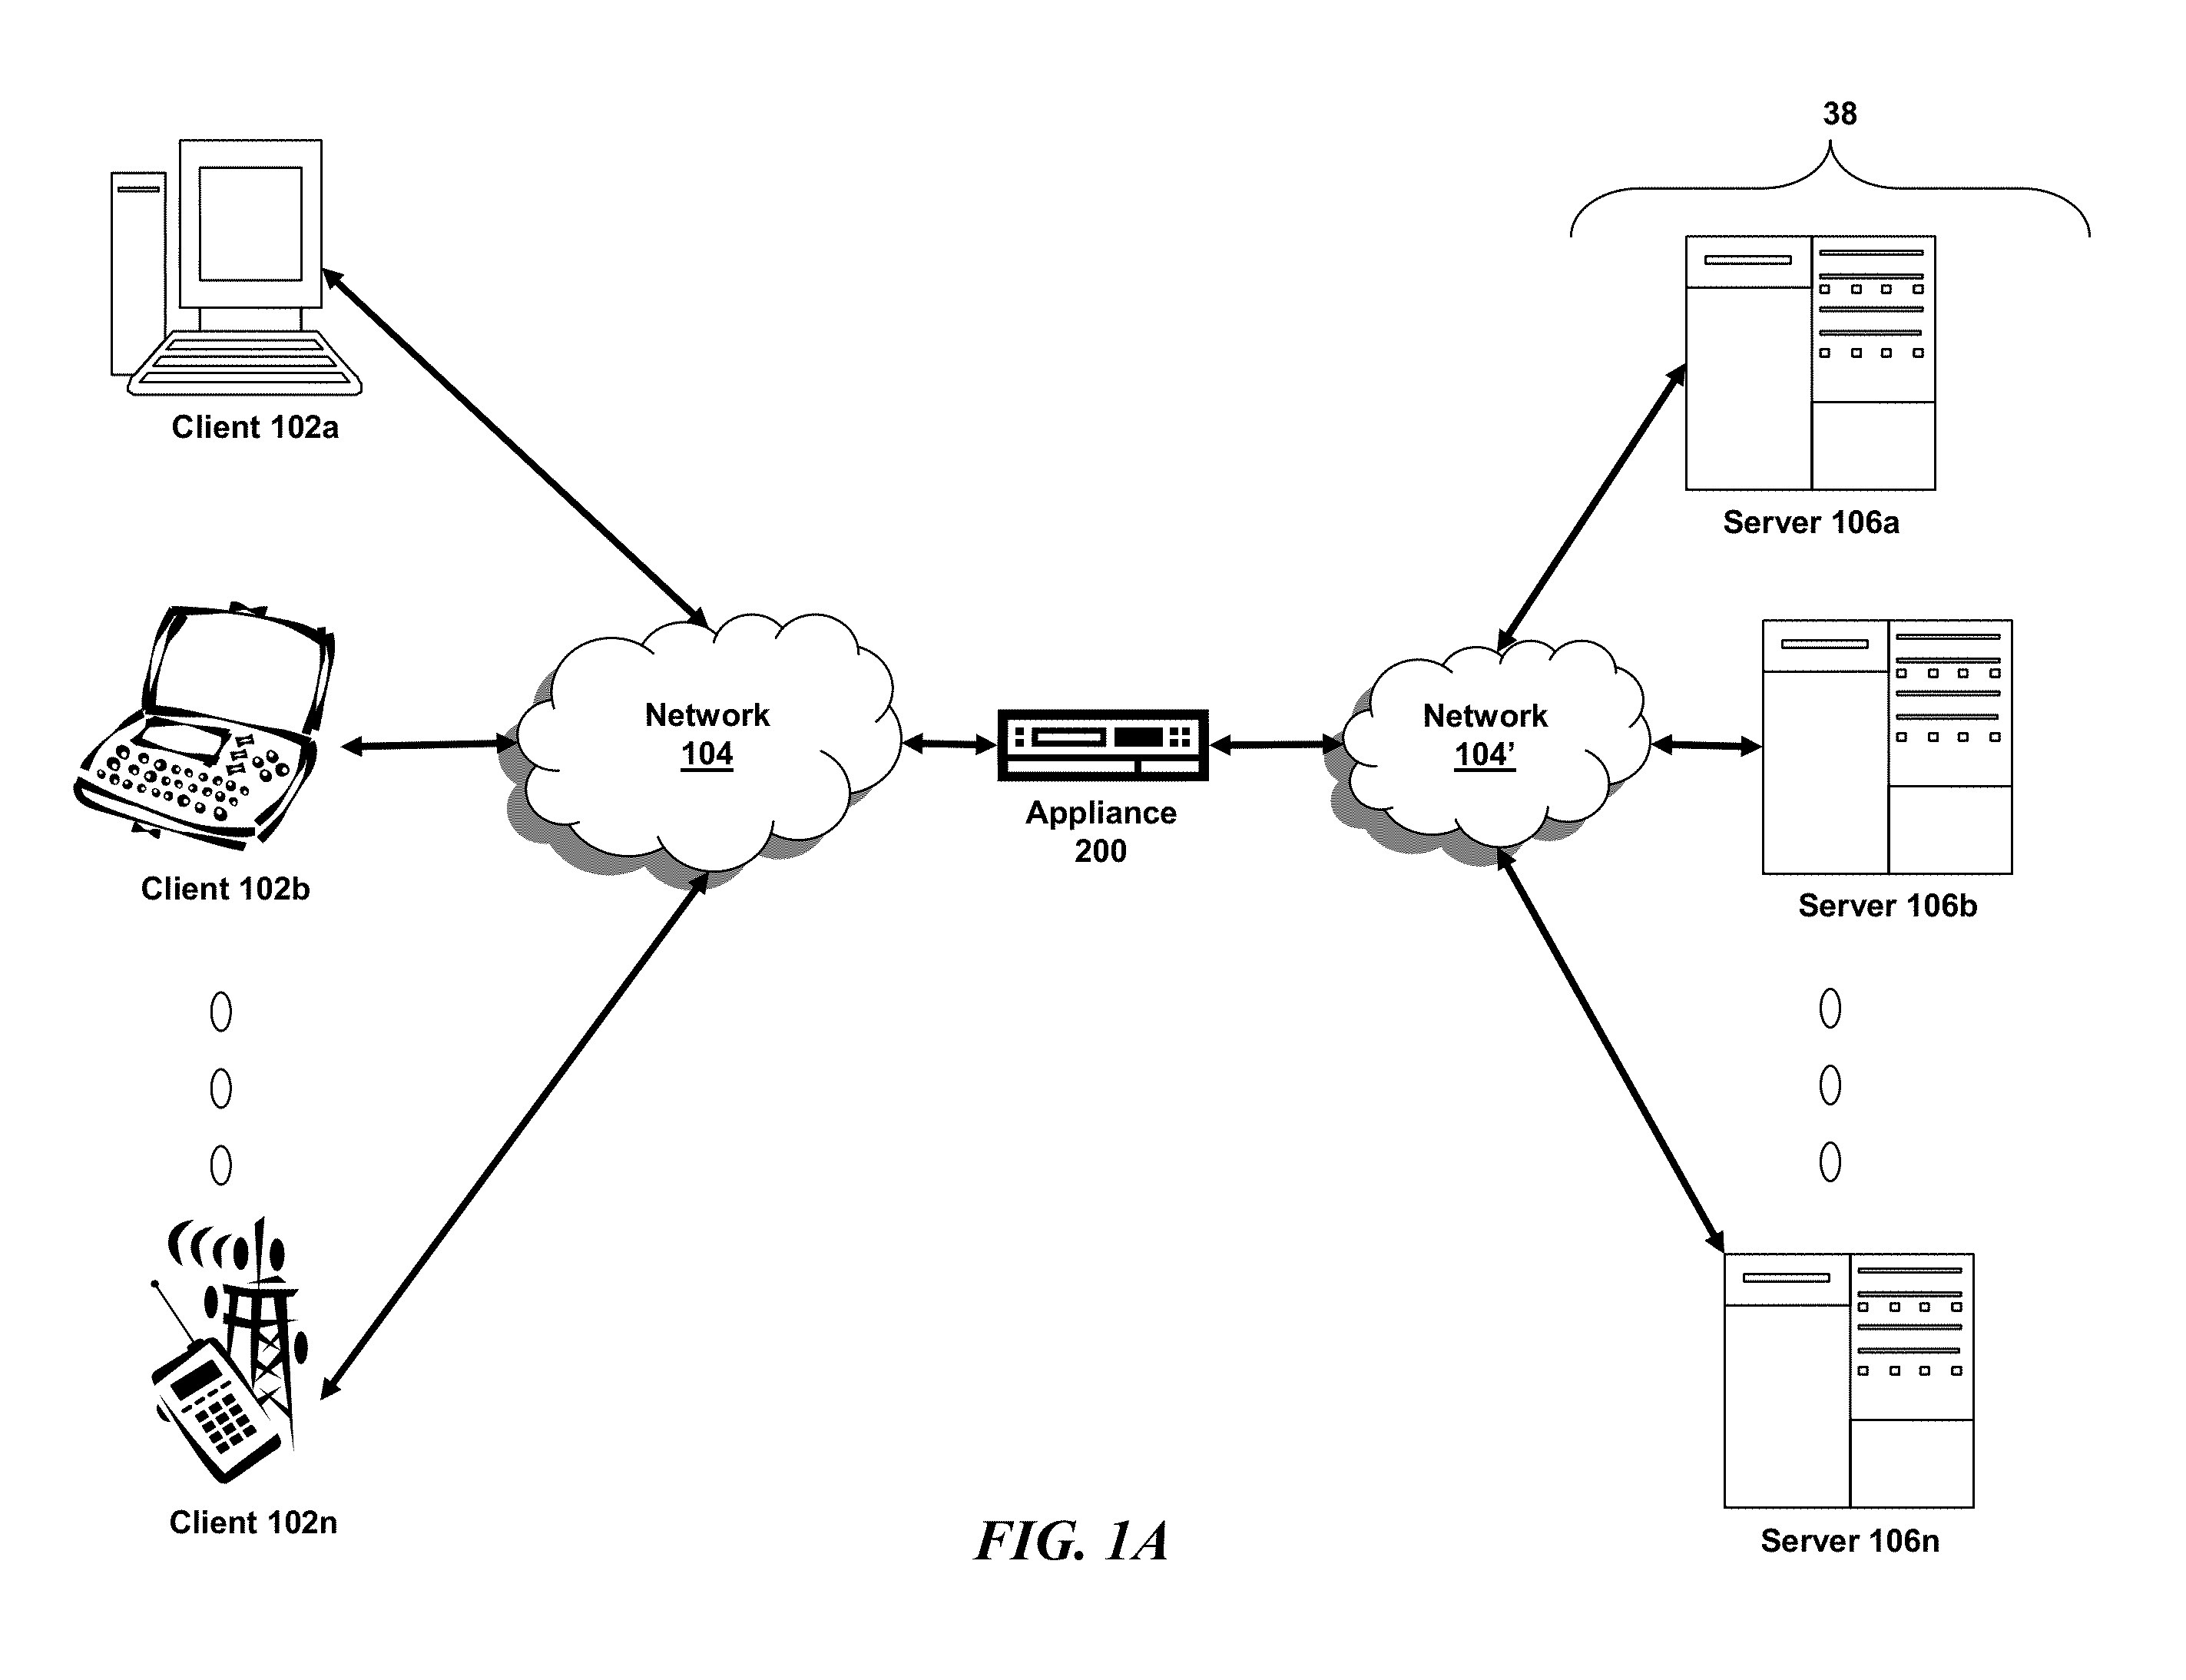 38
Client 102a
Server 106a
Network
104
Appliance
200
Network
104’
Client 102b
Server 106b
Client 102n
Server 106n
FIG. 1A